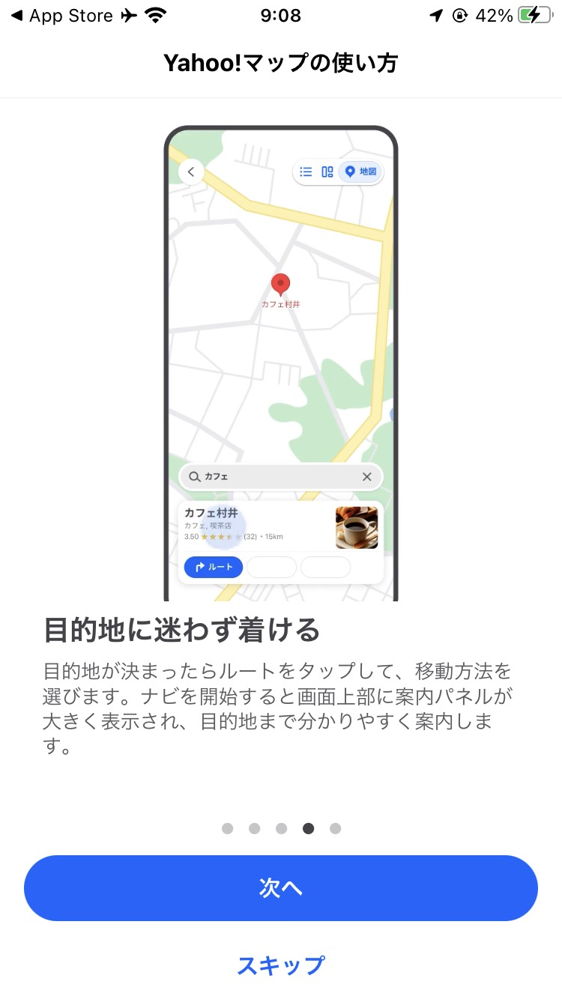 App Store
9:08
42%
Yahoo!マップの使い方
地図
カフェ村井
カフェ
カフェ村井
カフェ, 喫茶店
3.50 ★★★★★ (32)・15km
ルート
目的地に迷わず着ける
目的地が決まったらルートをタップして、移動方法を
選びます。ナビを開始すると画面上部に案内パネルが
大きく表示され、目的地まで分かりやすく案内しま
す。
次へ
スキップ